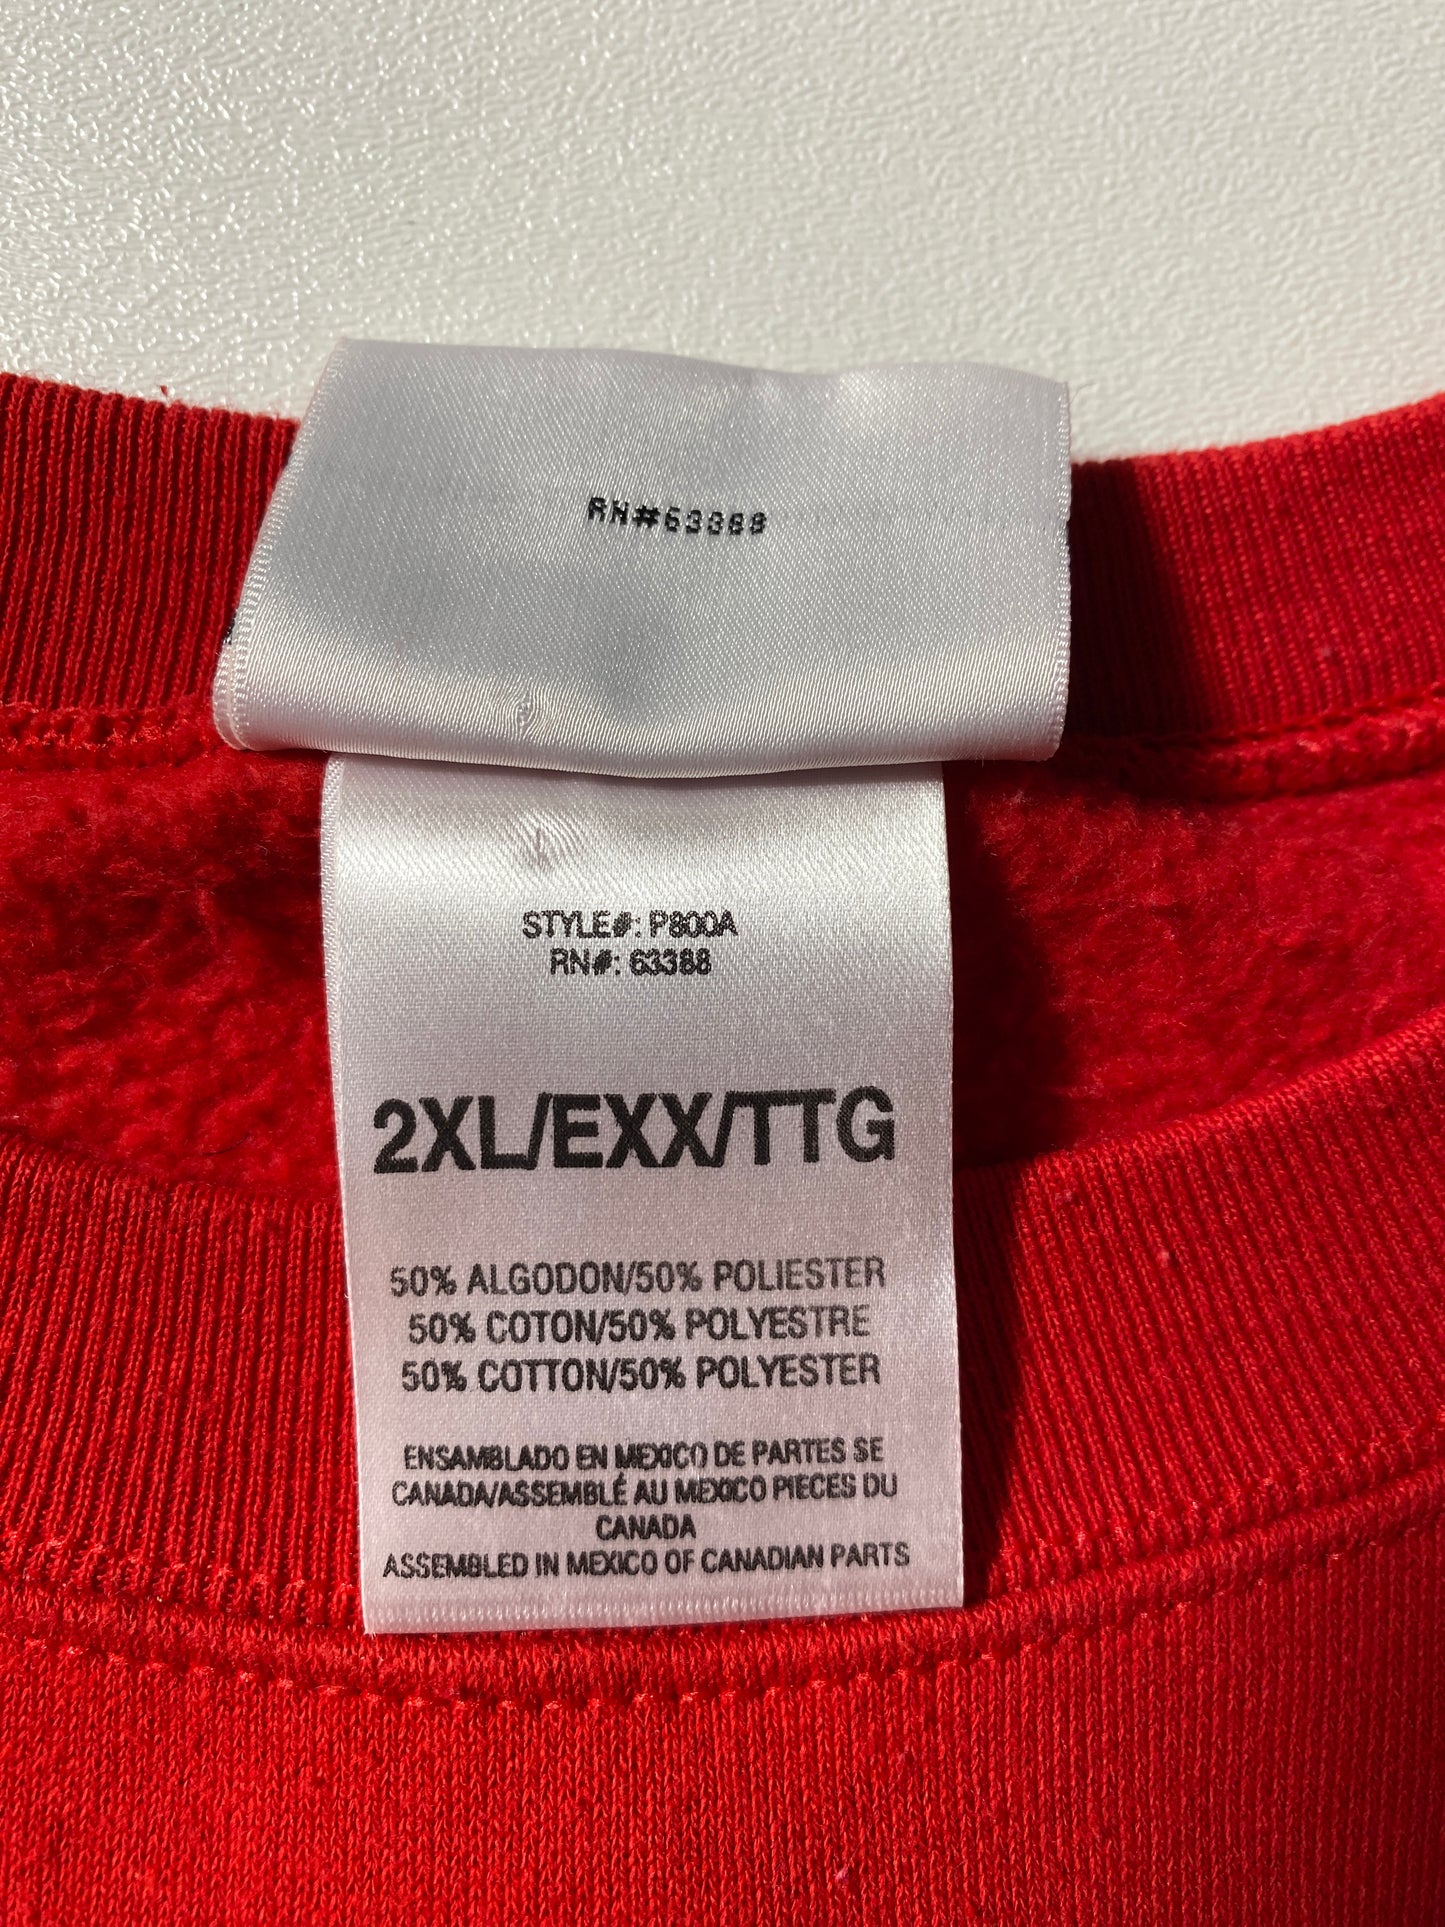 RN#63388
STYLE#: P800A
RN#: 63388
2XL/EXX/TTG
50% ALGODON/50% POLIESTER
50% COTON/50% POLYESTRE
50% COTTON/50% POLYESTER
ENSAMBLADO EN MEXICO DE PARTES SE
CANADA/ASSEMBLÉ AU MEXICO PIECES DU
CANADA
ASSEMBLED IN MEXICO OF CANADIAN PARTS